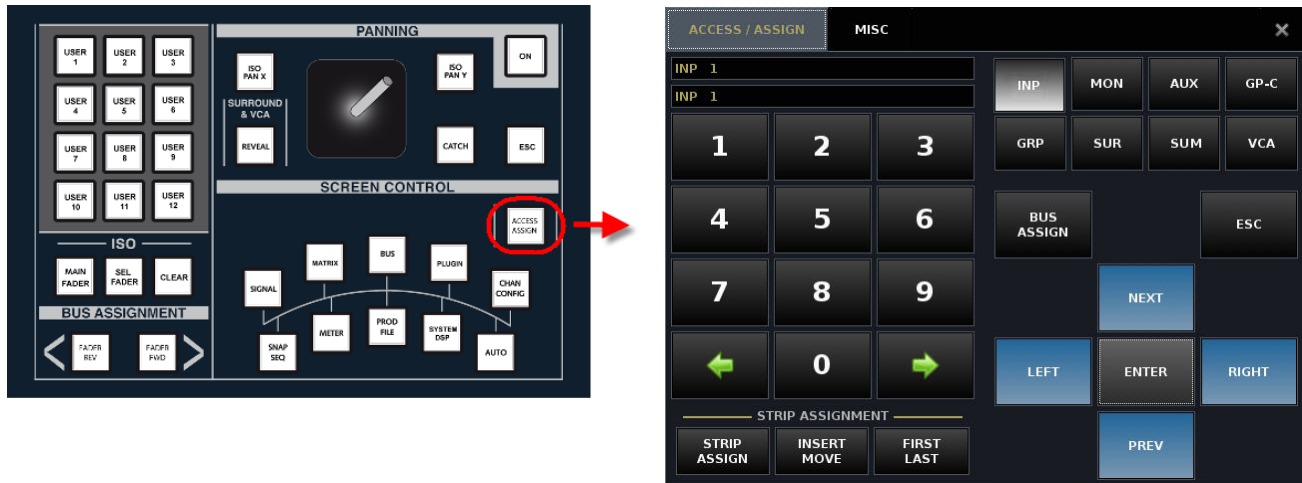 PANNING
USER
1
USER
2
USER
3
ISO
PAN X
ISO
PAN Y
ON
USER
4
USER
5
USER
6
SURROUND
& VCA
USER
7
USER
8
USER
9
REVEAL
CATCH
ESC
USER
10
USER
11
USER
12
SCREEN CONTROL
ACCESS
ASSIGN
ISO
MAIN
FADER
SEL
FADER
CLEAR
SIGNAL
MATRIX
BUS
PLUGIN
CHAN
CONFIG
BUS ASSIGNMENT
FADER
REV
FADER
FWD
SNAP
SEQ
METER
PROD
FILE
SYSTEM
DSP
AUTO
ACCESS / ASSIGN
MISC
INP 1
INP 1
1
2
3
4
5
6
7
8
9
0
STRIP ASSIGNMENT
STRIP
ASSIGN
INSERT
MOVE
FIRST
LAST
INP
MON
AUX
GP-C
GRP
SUR
SUM
VCA
BUS
ASSIGN
ESC
NEXT
LEFT
ENTER
RIGHT
PREV